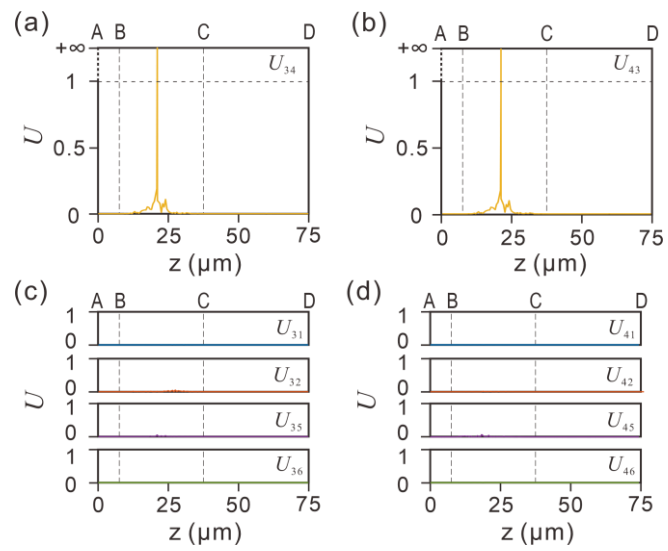 (a)
A B C D
+∞
U34
1
0.5
0
U
0 25 50 75
z (μm)
(b)
A B C D
+∞
U43
1
0.5
0
U
0 25 50 75
z (μm)
(c)
A B C D
1
0
U31
1
0
U32
1
0
U35
1
0
U36
U
0 25 50 75
z (μm)
(d)
A B C D
1
0
U41
1
0
U42
1
0
U45
1
0
U46
U
0 25 50 75
z (μm)